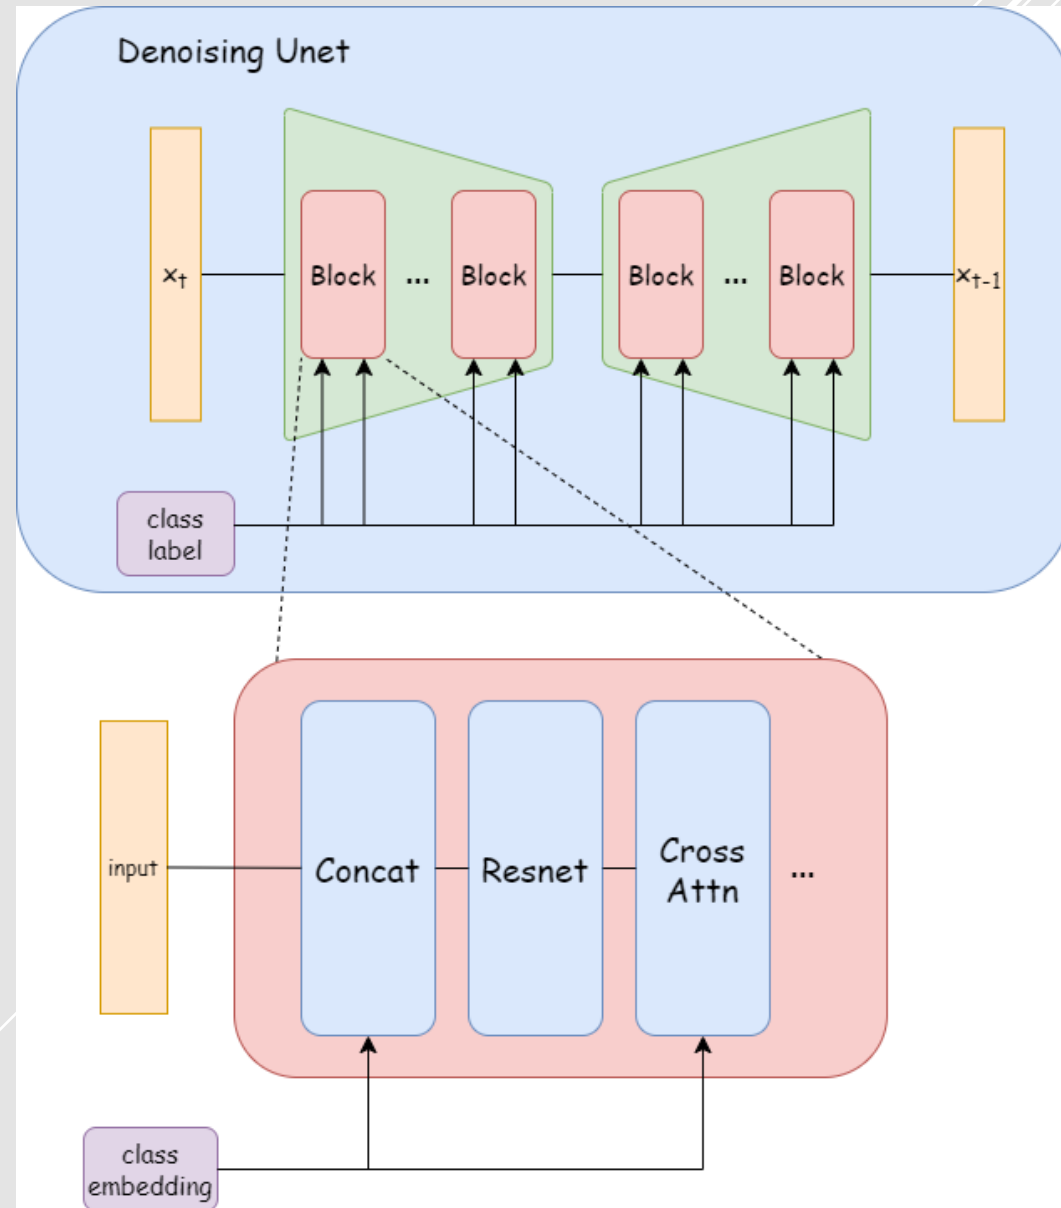 Denoising Unet
xₜ
Block
...
Block
Block
...
Block
xₜ₋₁
class
label
input
Concat
Resnet
Cross
Attn
...
class
embedding